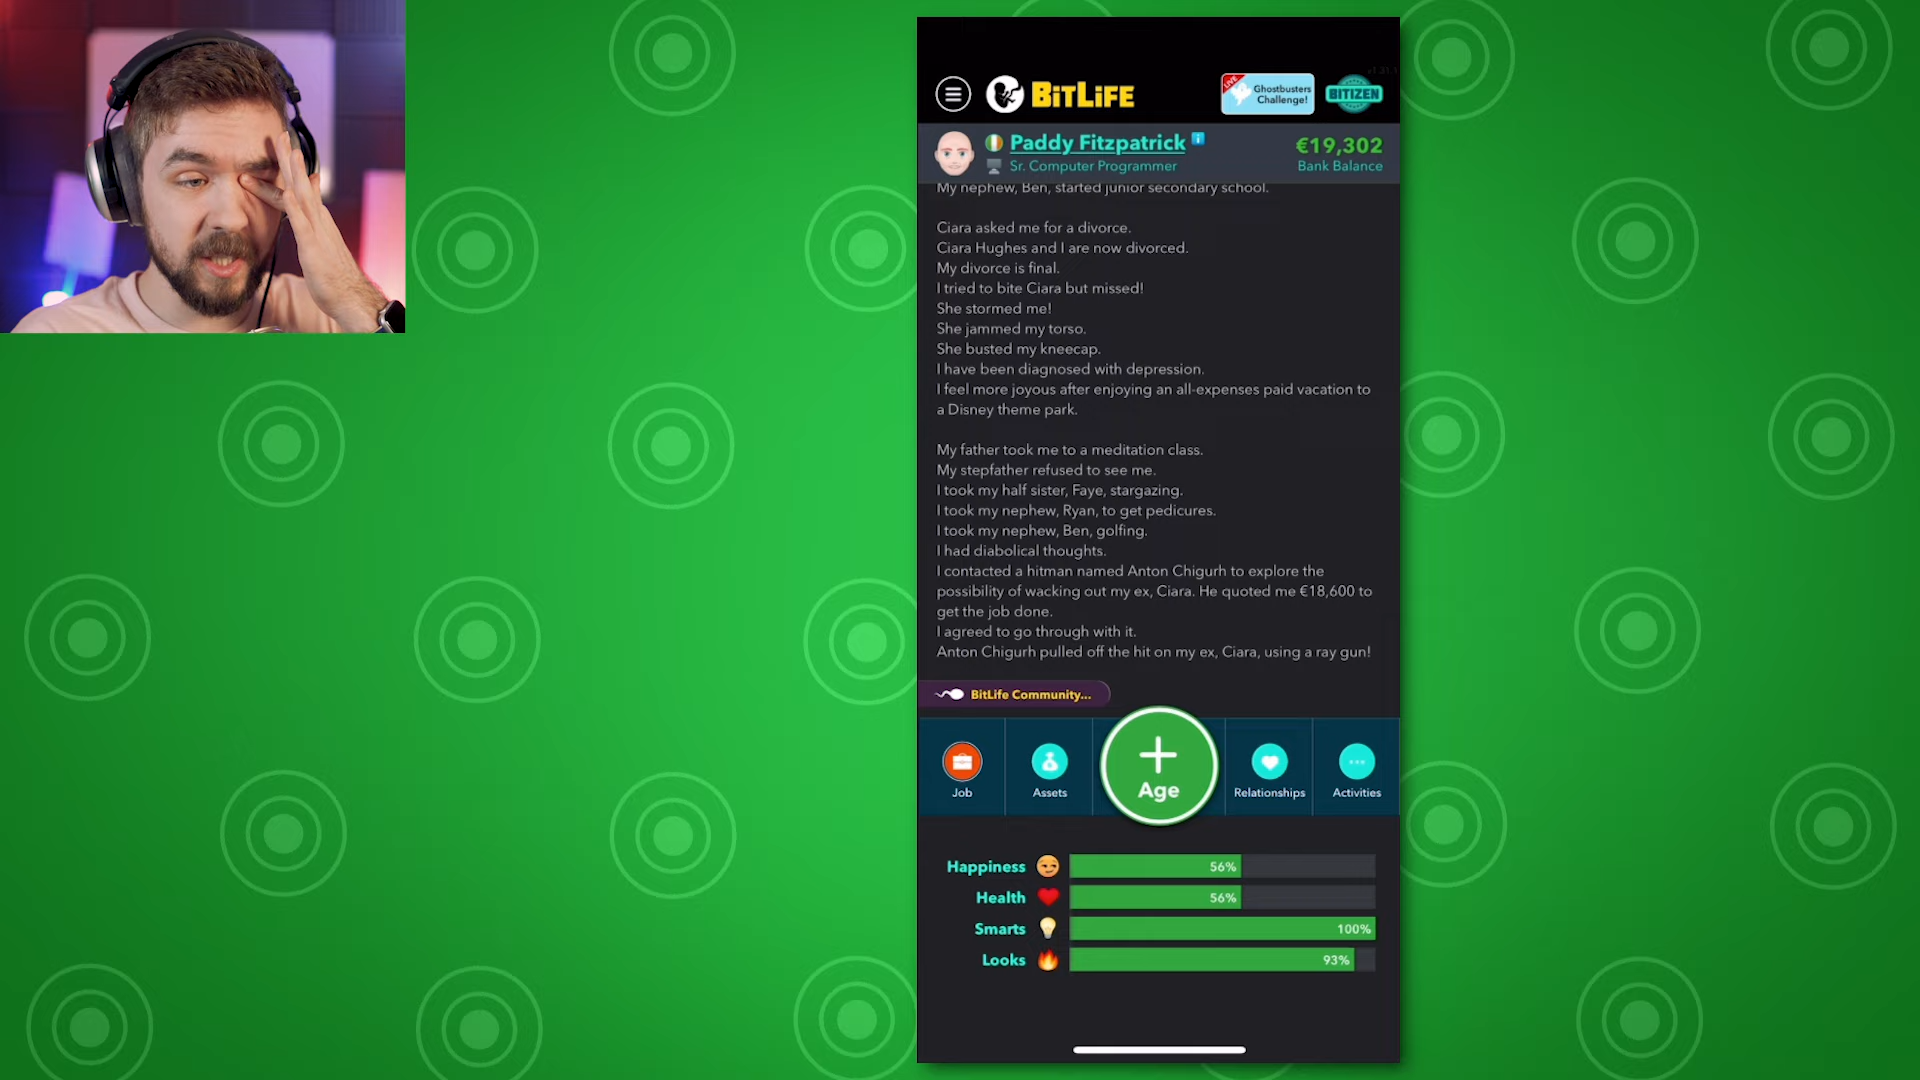 v1.31.1
BITLIFE
LIVE
Ghostbusters
Challenge!
BITIZEN
Paddy Fitzpatrick
€19,302
Sr. Computer Programmer
Bank Balance
My nephew, Ben, started junior secondary school.
Ciara asked me for a divorce.
Ciara Hughes and I are now divorced.
My divorce is final.
I tried to bite Ciara but missed!
She stormed me!
She jammed my torso.
She busted my kneecap.
I have been diagnosed with depression.
I feel more joyous after enjoying an all-expenses paid vacation to
a Disney theme park.
My father took me to a meditation class.
My stepfather refused to see me.
I took my half sister, Faye, stargazing.
I took my nephew, Ryan, to get pedicures.
I took my nephew, Ben, golfing.
I had diabolical thoughts.
I contacted a hitman named Anton Chigurh to explore the
possibility of wacking out my ex, Ciara. He quoted me €18,600 to
get the job done.
I agreed to go through with it.
Anton Chigurh pulled off the hit on my ex, Ciara, using a ray gun!
BitLife Community...
Job
Assets
Age
Relationships
Activities
Happiness
56%
Health
56%
Smarts
100%
Looks
93%